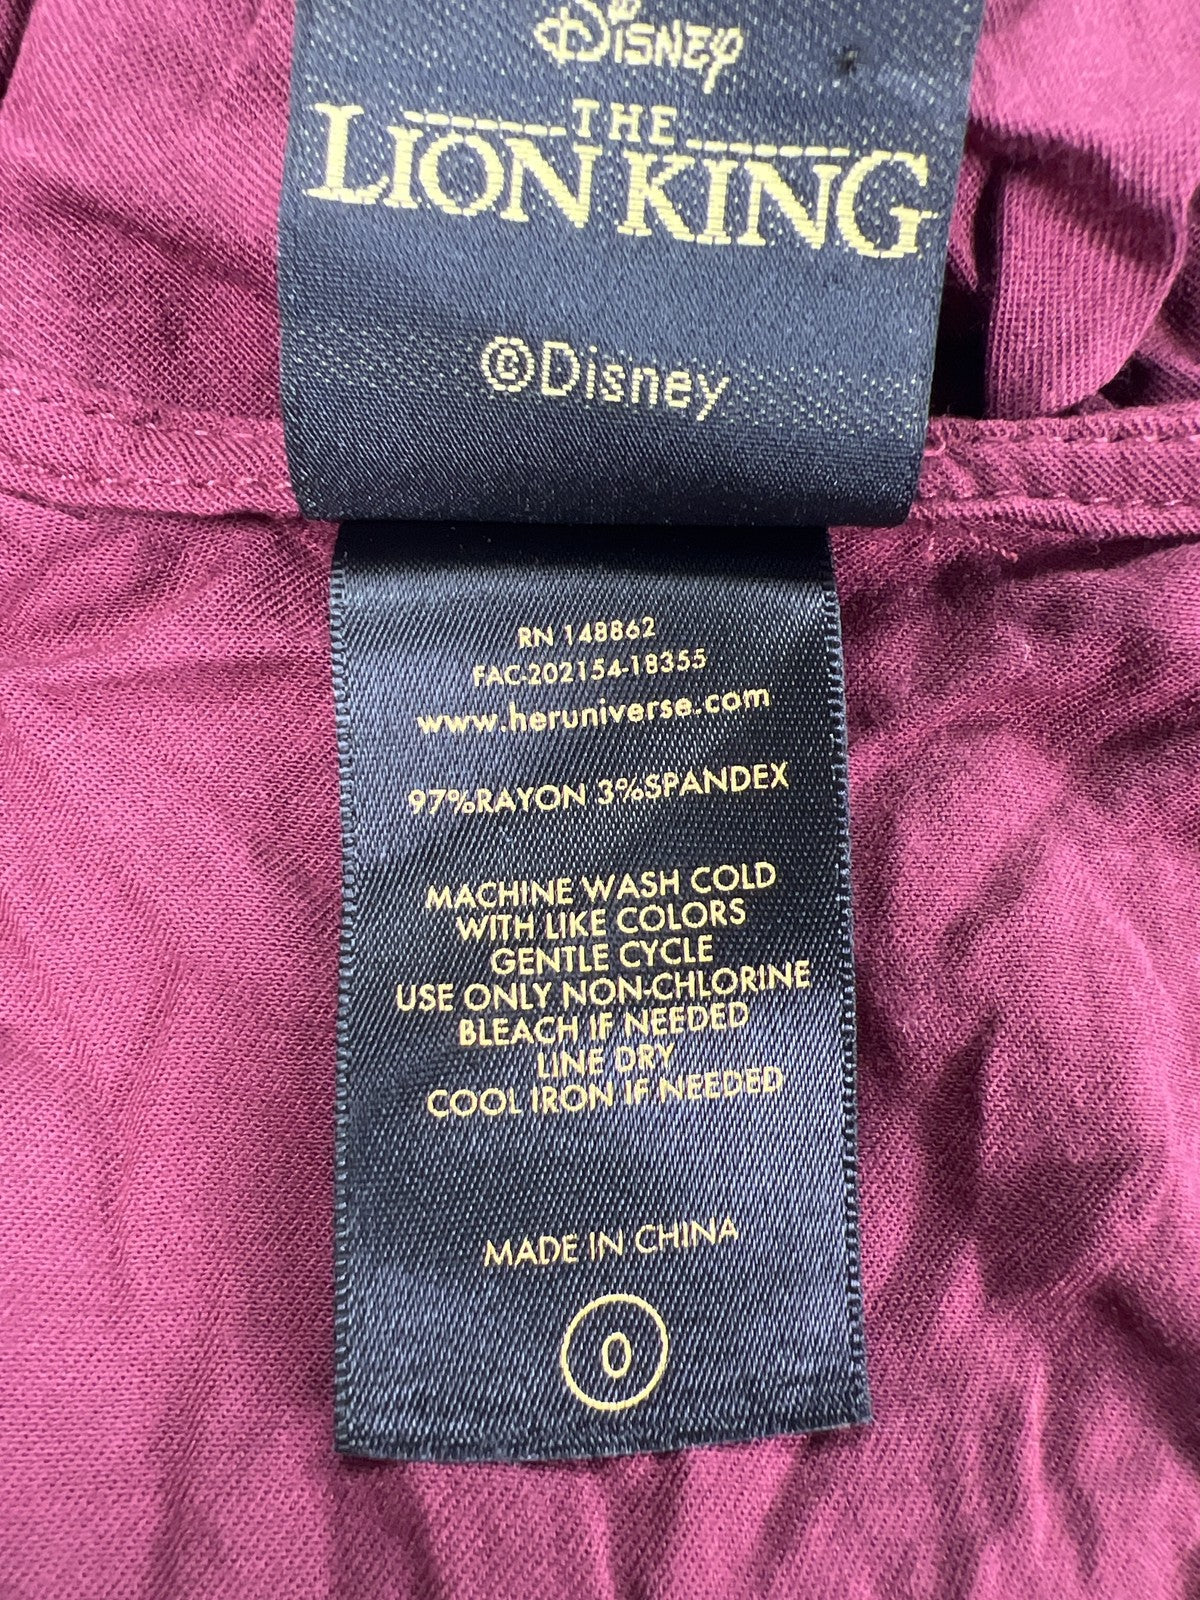 Disney
THE
LION KING
©Disney
RN 148862
FAC-202154-18355
www.heruniverse.com
97%RAYON 3%SPANDEX
MACHINE WASH COLD
WITH LIKE COLORS
GENTLE CYCLE
USE ONLY NON-CHLORINE
BLEACH IF NEEDED
LINE DRY
COOL IRON IF NEEDED
MADE IN CHINA
0